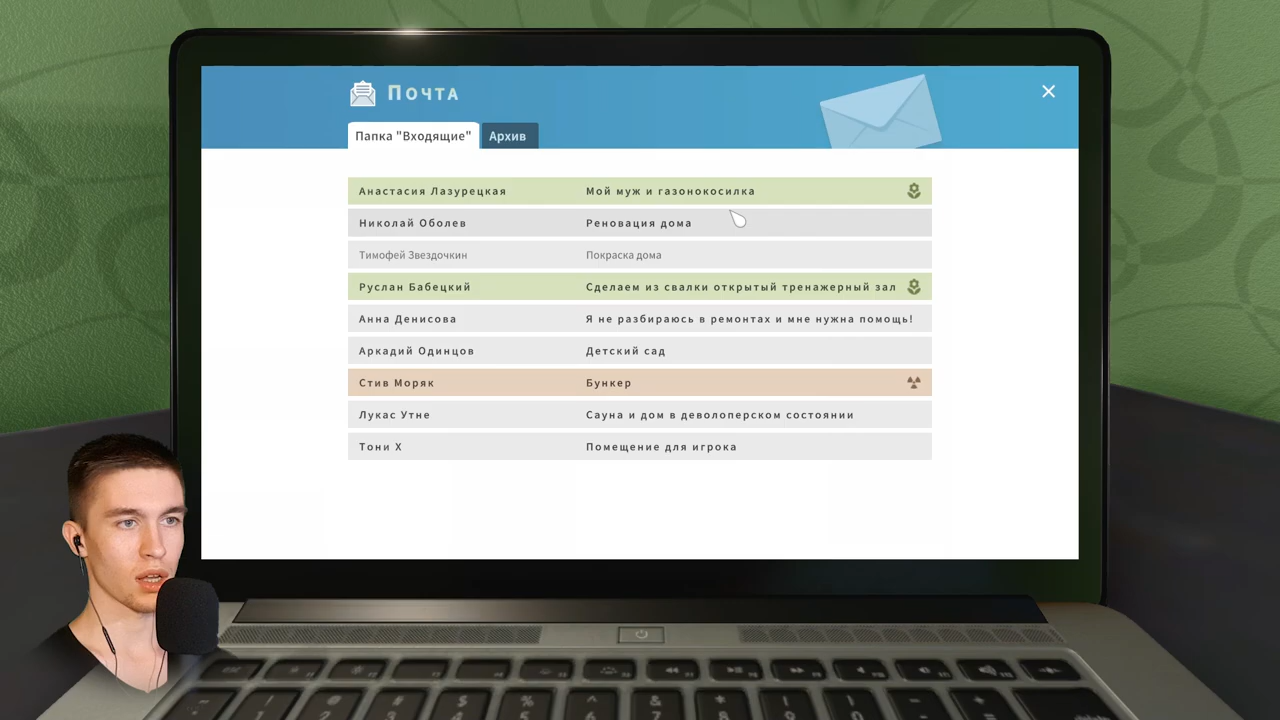 Почта
Папка "Входящие" Архив
Анастасия Лазурецкая Мой муж и газонокосилка
Николай Оболев Реновация дома
Тимофей Звездочкин Покраска дома
Руслан Бабецкий Сделаем из свалки открытый тренажерный зал
Анна Денисова Я не разбираюсь в ремонтах и мне нужна помощь!
Аркадий Одинцов Детский сад
Стив Моряк Бункер
Лукас Утне Сауна и дом в деволоперском состоянии
Тони Х Помещение для игрока